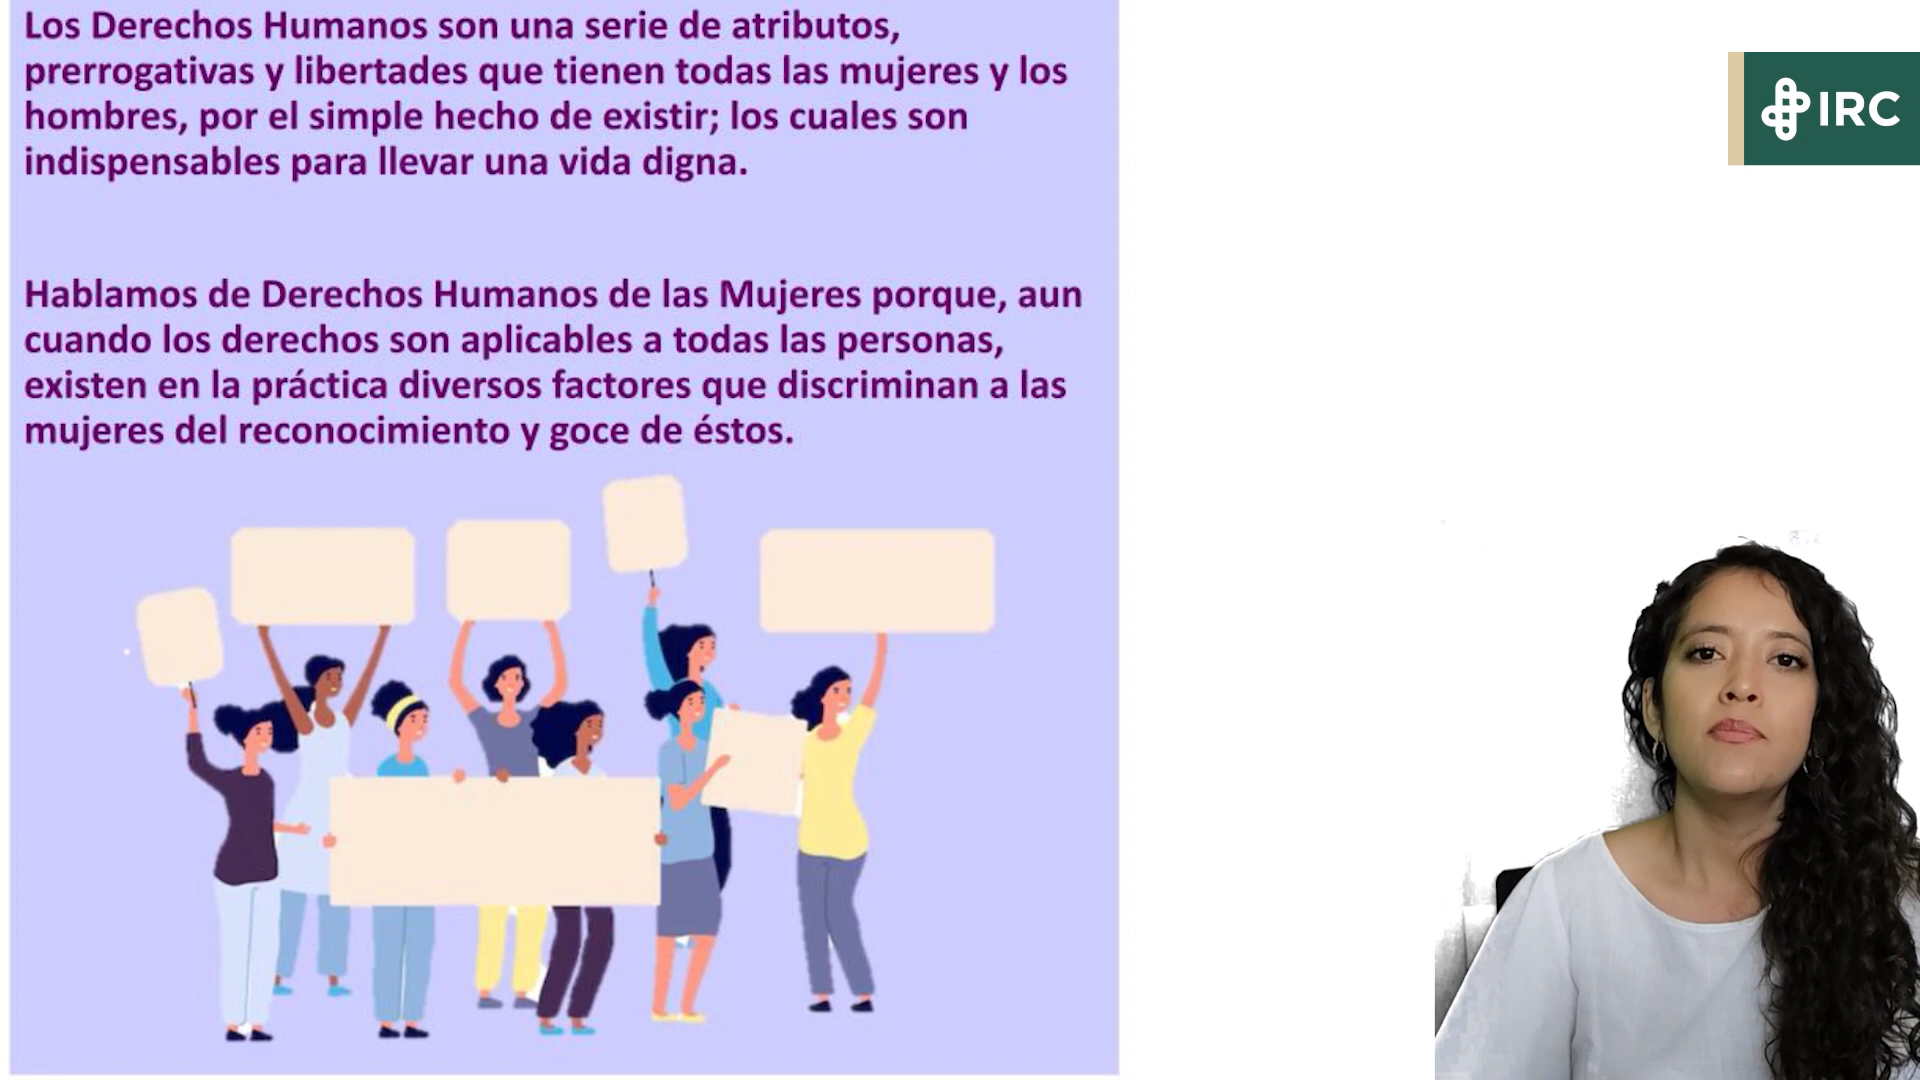 Los Derechos Humanos son una serie de atributos,
prerrogativas y libertades que tienen todas las mujeres y los
hombres, por el simple hecho de existir; los cuales son
indispensables para llevar una vida digna.
Hablamos de Derechos Humanos de las Mujeres porque, aun
cuando los derechos son aplicables a todas las personas,
existen en la práctica diversos factores que discriminan a las
mujeres del reconocimiento y goce de éstos.
IRC